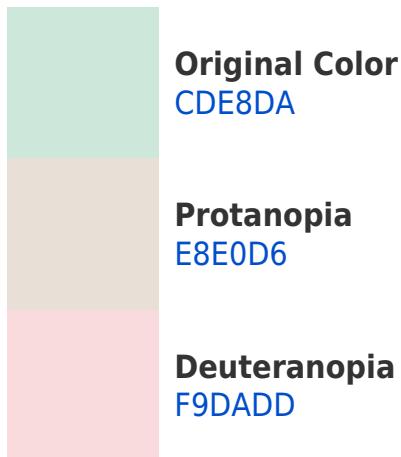 Original Color
CDE8DA
Protanopia
E8E0D6
Deuteranopia
F9DADD